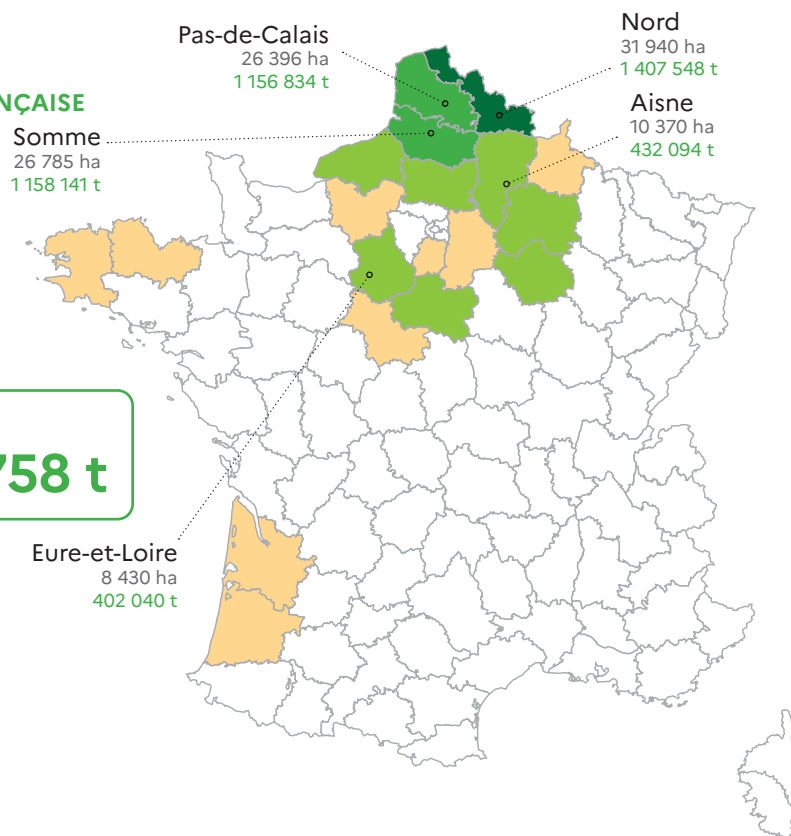 Pas-de-Calais
26 396 ha
1 156 834 t
Nord
31 940 ha
1 407 548 t
NÇAISE
Somme
26 785 ha
1 158 141 t
Aisne
10 370 ha
432 094 t
758 t
Eure-et-Loire
8 430 ha
402 040 t